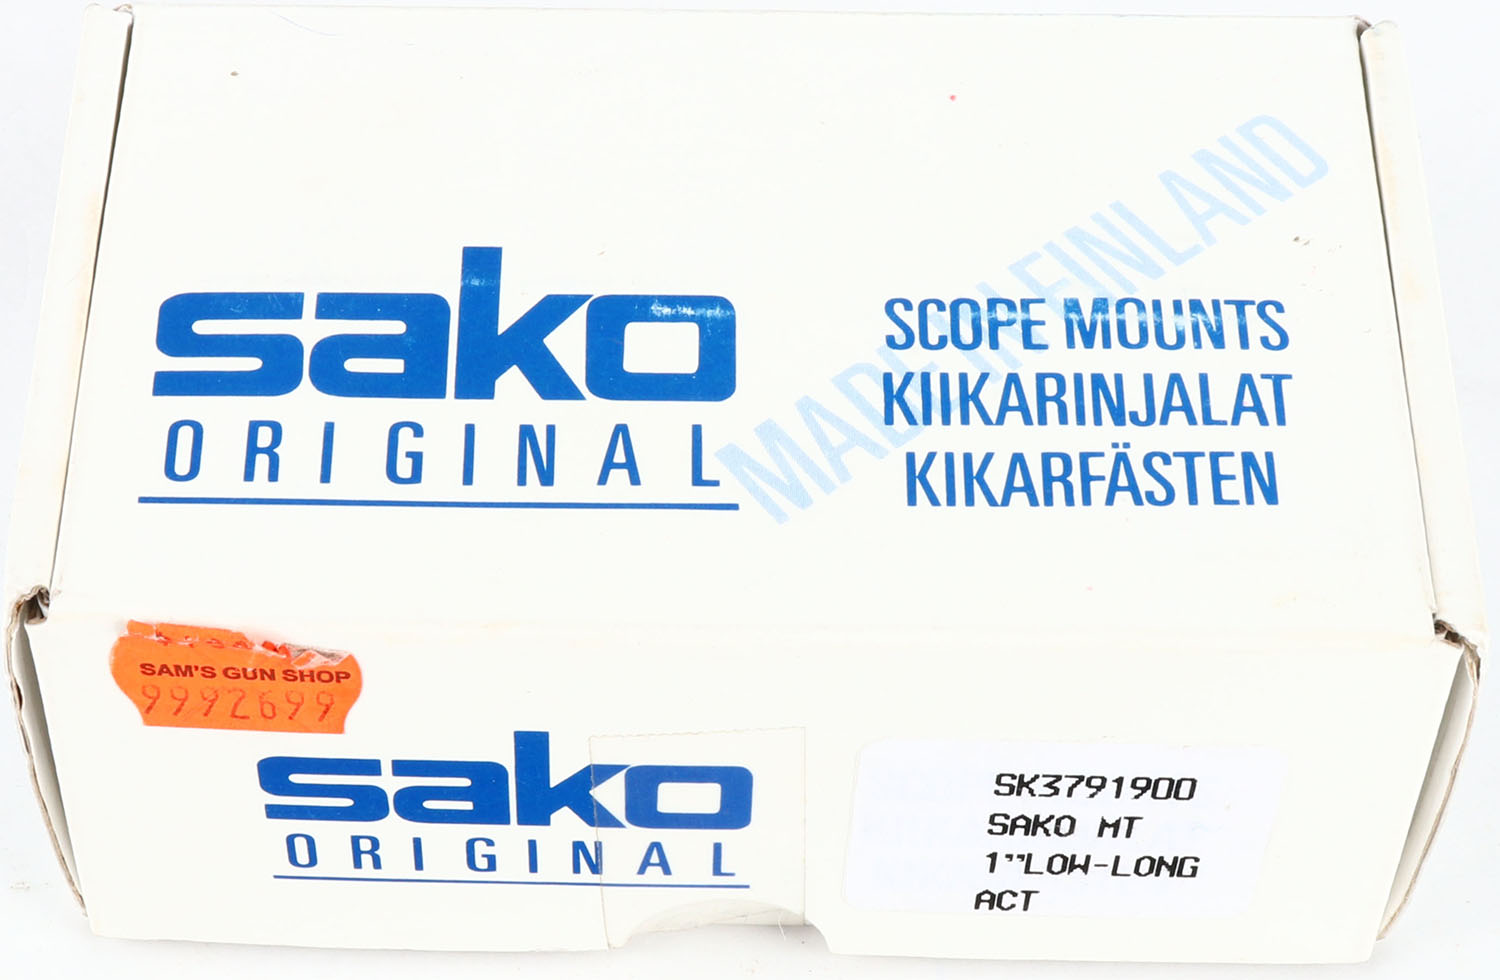 sako
ORIGINAL
MADE IN FINLAND
SCOPE MOUNTS
KIIKARINJALAT
KIKARFÄSTEN
SAM'S GUN SHOP
9992699
sako
ORIGINAL
SK3791900
SAKO MT
1"LOW-LONG
ACT